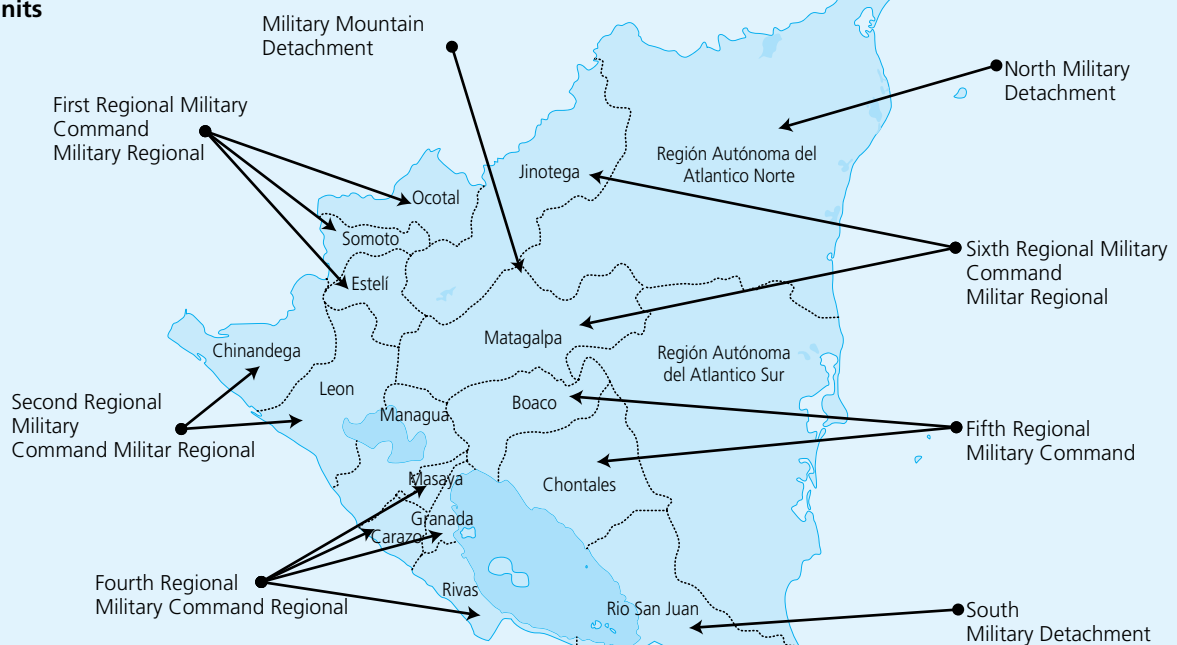 nits
Military Mountain
Detachment
North Military
Detachment
First Regional Military
Command
Military Regional
Región Autónoma del
Atlantico Norte
Jinotega
Ocotal
Somoto
Sixth Regional Military
Command
Militar Regional
Estelí
Matagalpa
Chinandega
Región Autónoma
del Atlantico Sur
Leon
Boaco
Managua
Second Regional
Military
Command Militar Regional
Fifth Regional
Military Command
Masaya
Chontales
Granada
Carazo
Fourth Regional
Military Command Regional
Rivas
Rio San Juan
South
Military Detachment